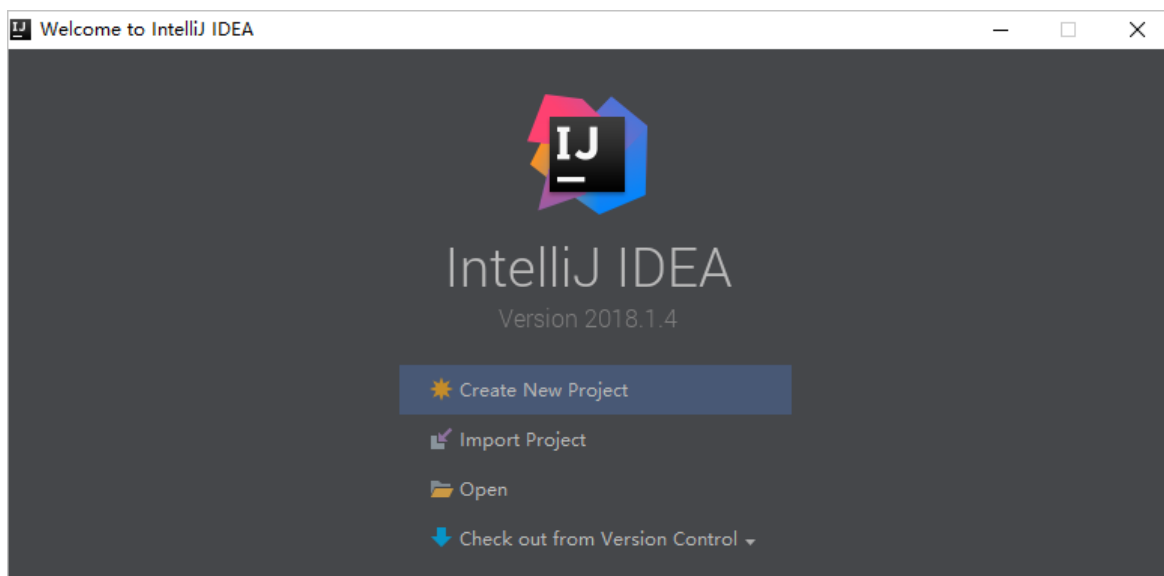 Welcome to IntelliJ IDEA
IJ
IntelliJ IDEA
Version 2018.1.4
Create New Project
Import Project
Open
Check out from Version Control